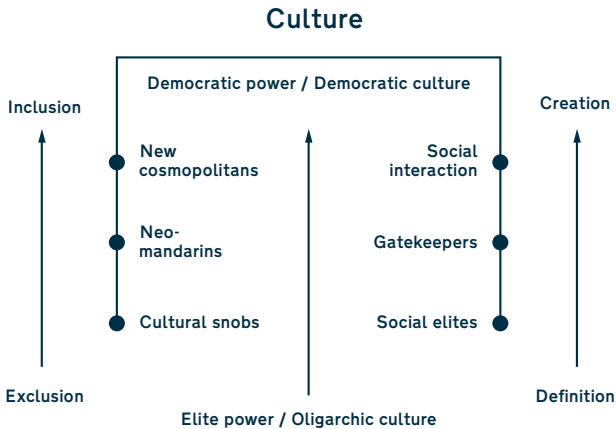 Culture
Democratic power / Democratic culture
Inclusion
Creation
New
cosmopolitans
Social
interaction
Neo-
mandarins
Gatekeepers
Cultural snobs
Social elites
Exclusion
Definition
Elite power / Oligarchic culture